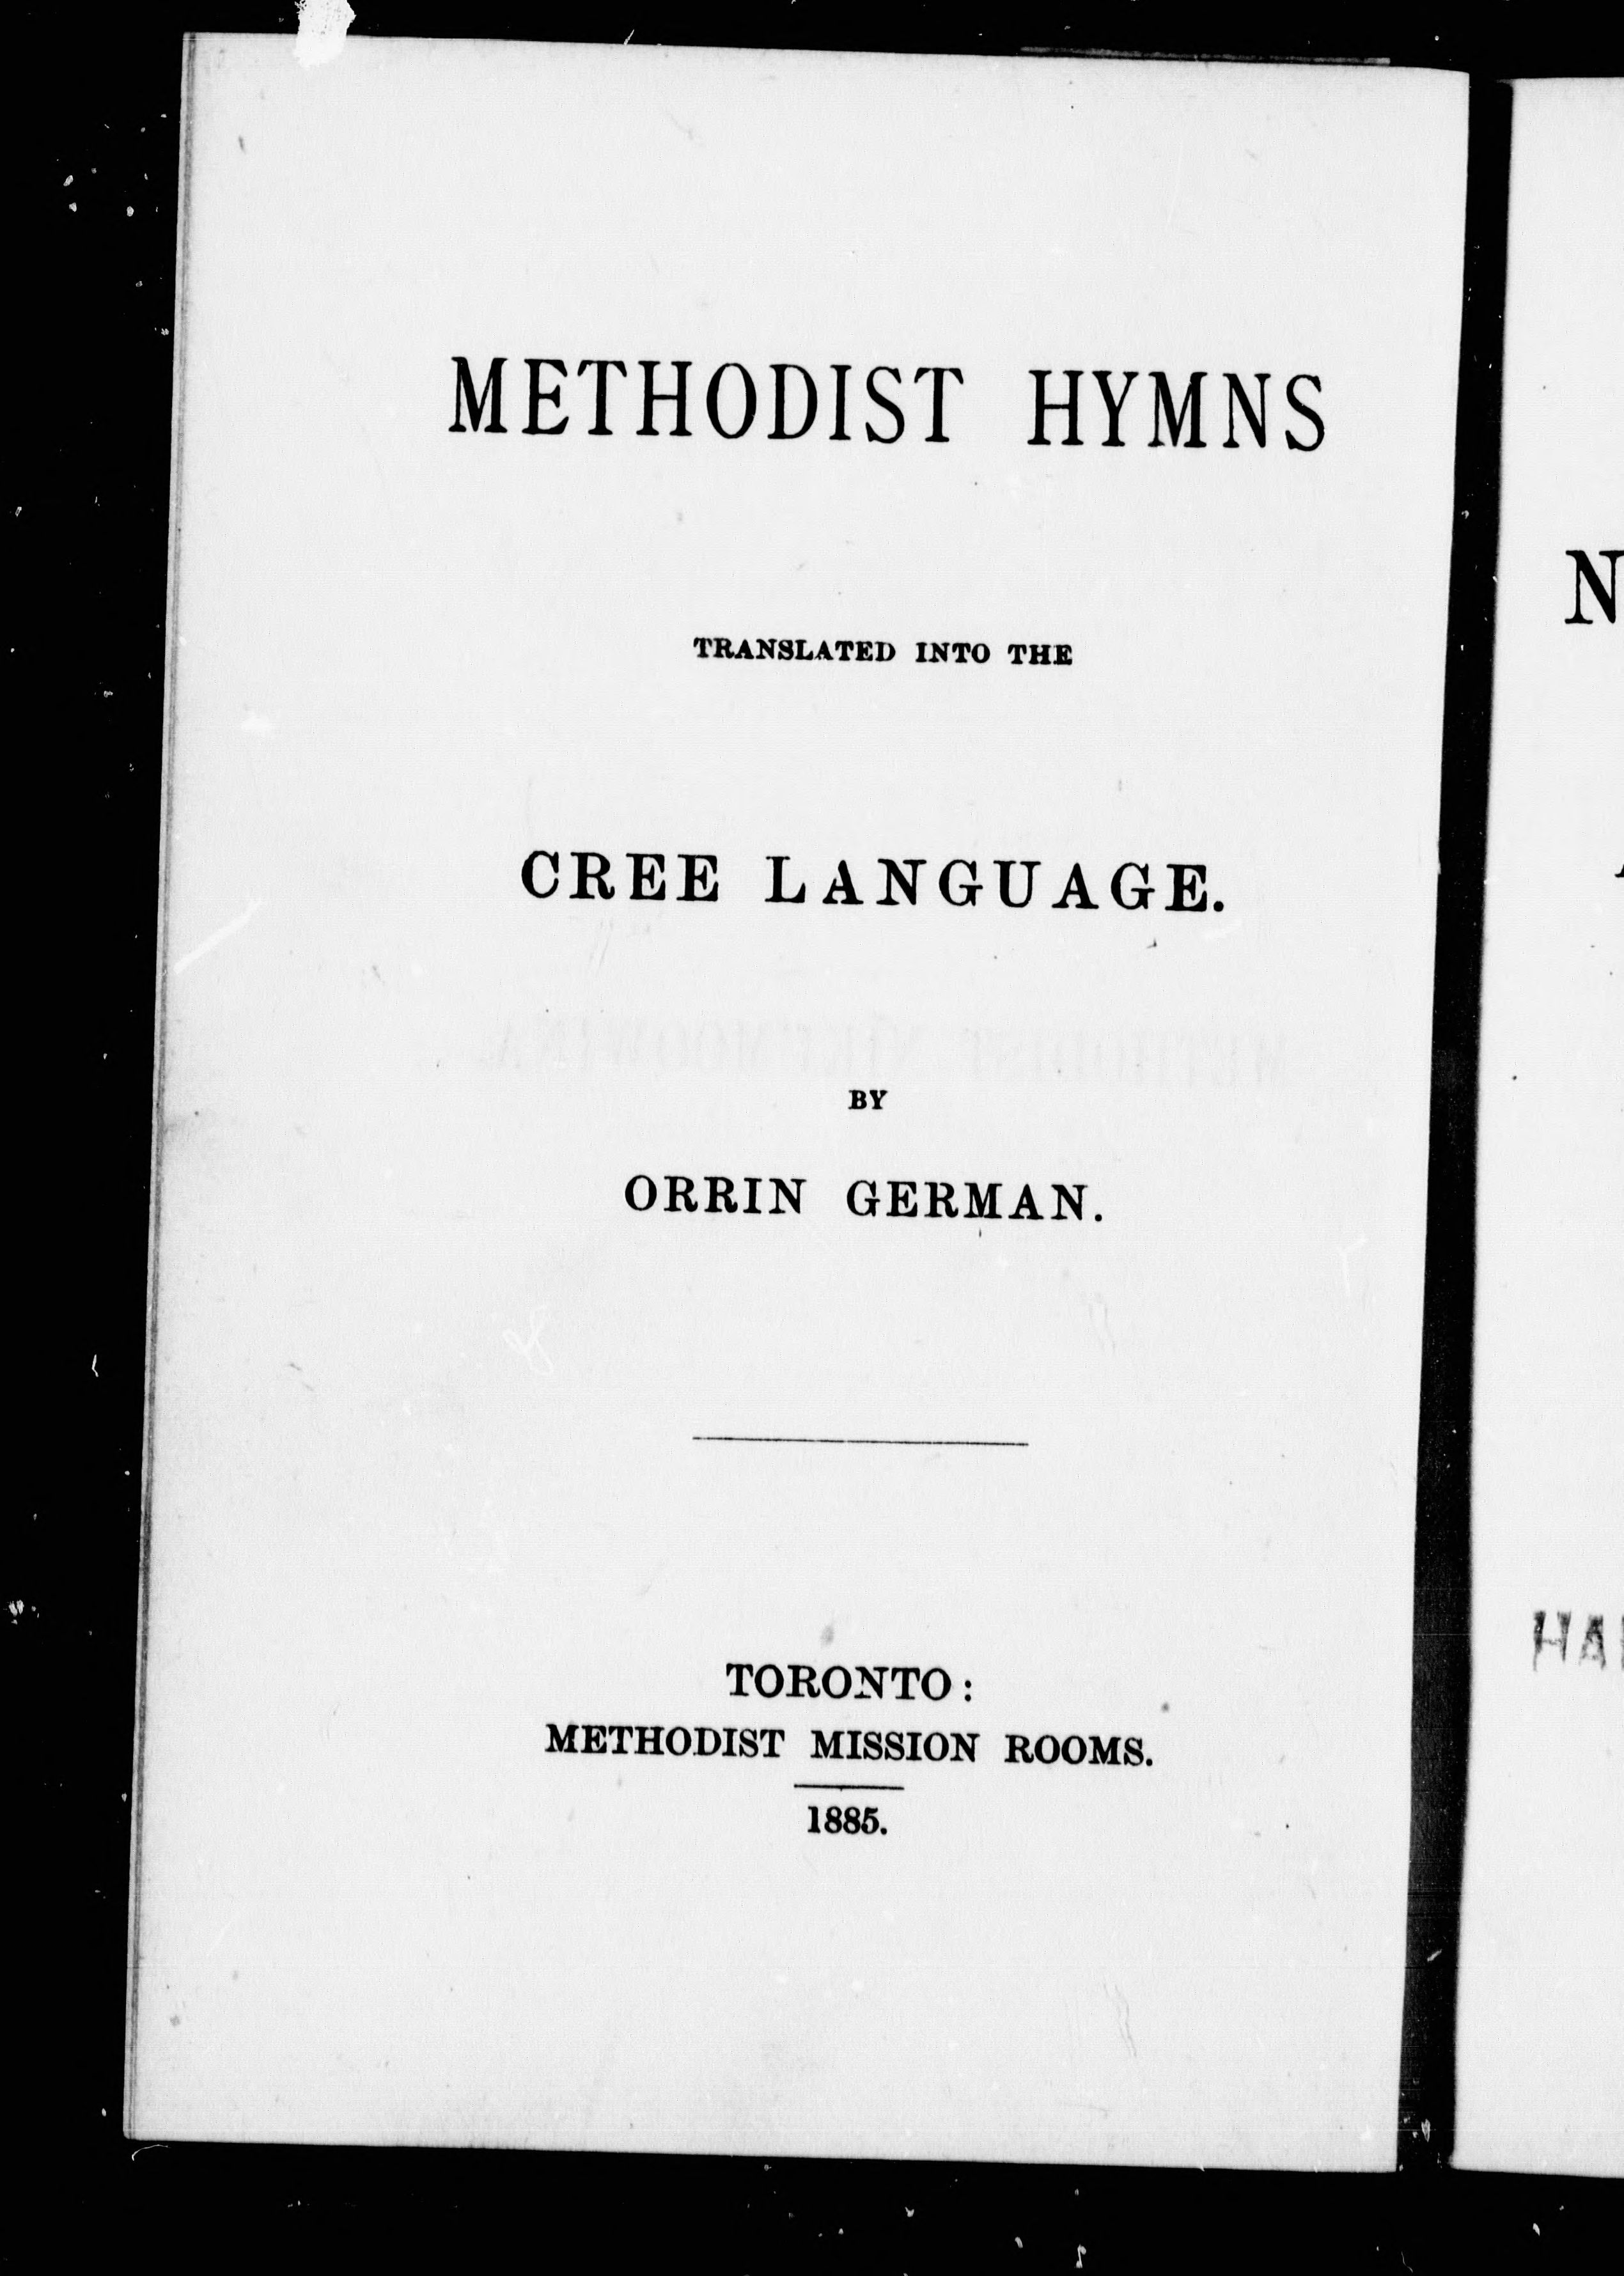 METHODIST HYMNS
TRANSLATED INTO THE
CREE LANGUAGE.
BY
ORRIN GERMAN.
TORONTO:
METHODIST MISSION ROOMS.
1885.